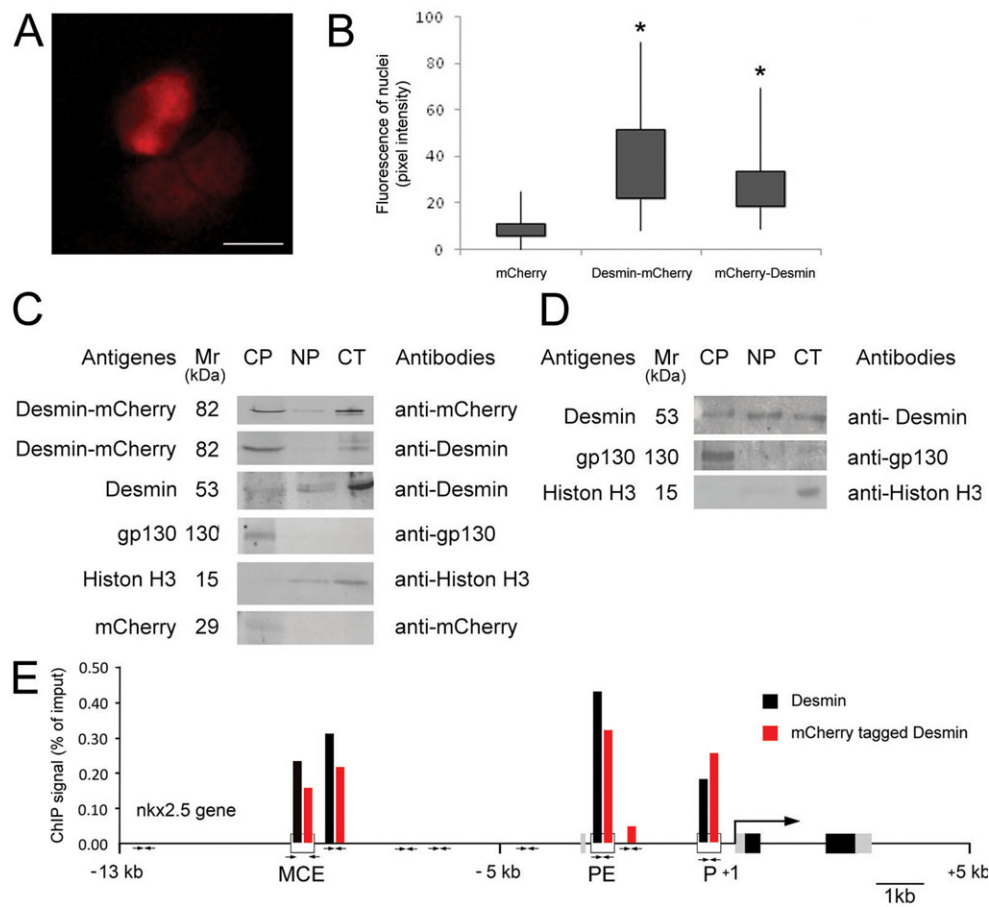 A
B
100
80
60
40
20
0
Fluorescence of nuclei
(pixel intensity)
*
*
mCherry Desmin-mCherry mCherry-Desmin
C
Antigenes Mr (kDa) CP NP CT Antibodies
Desmin-mCherry 82 anti-mCherry
Desmin-mCherry 82 anti-Desmin
Desmin 53 anti-Desmin
gp130 130 anti-gp130
Histon H3 15 anti-Histon H3
mCherry 29 anti-mCherry
D
Antigenes Mr (kDa) CP NP CT Antibodies
Desmin 53 anti- Desmin
gp130 130 anti-gp130
Histon H3 15 anti-Histon H3
E
ChIP signal (% of imput)
0.50
0.40
0.30
0.20
0.10
0.00
Desmin
mCherry tagged Desmin
nkx2.5 gene
-13 kb MCE -5 kb PE P +1 +5 kb
1kb